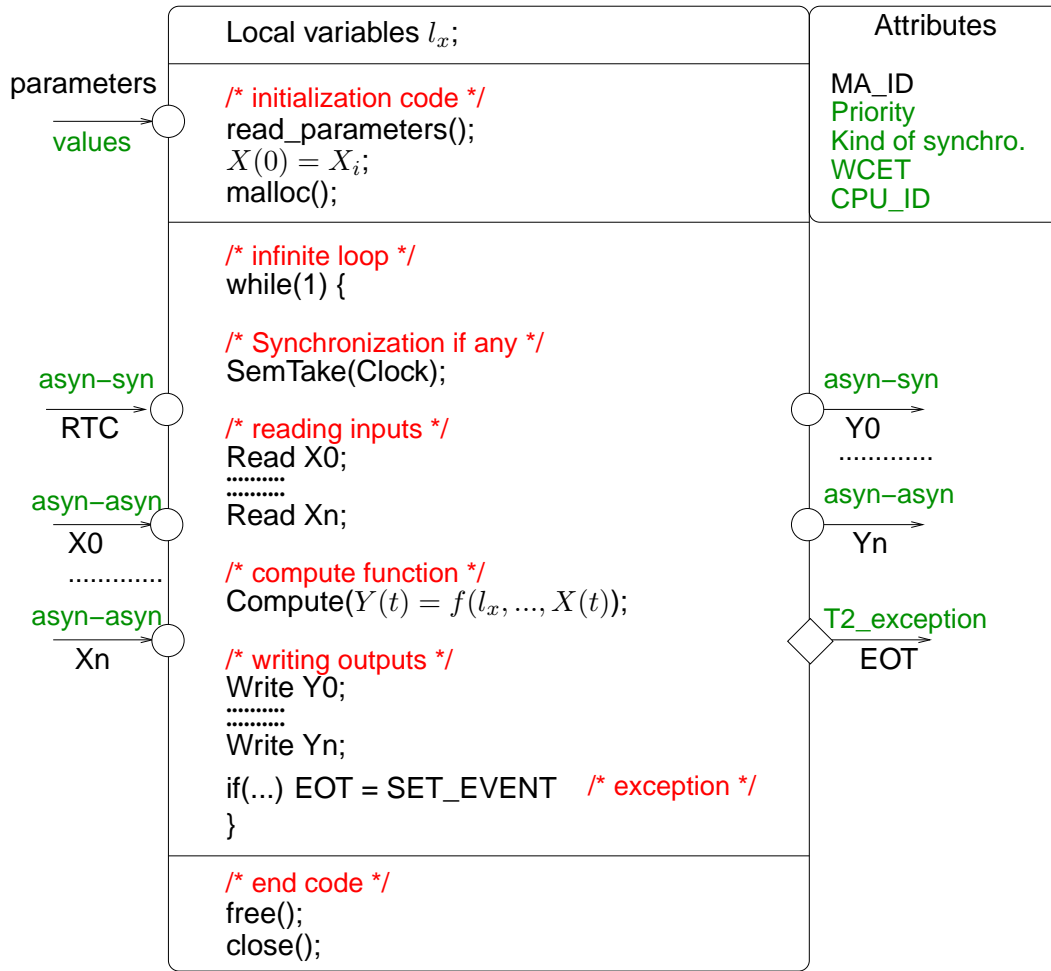 Local variables l_x;
Attributes
parameters
values
MA_ID
Priority
Kind of synchro.
WCET
CPU_ID
/* initialization code */
read_parameters();
X(0) = X_i;
malloc();
/* infinite loop */
while(1) {
/* Synchronization if any */
SemTake(Clock);
asyn−syn
RTC
asyn−syn
Y0
.............
/* reading inputs */
Read X0;
..........
..........
Read Xn;
asyn−asyn
X0
.............
asyn−asyn
Yn
/* compute function */
Compute(Y(t) = f(l_x, ..., X(t));
asyn−asyn
Xn
T2_exception
EOT
/* writing outputs */
Write Y0;
..........
..........
Write Yn;
if(...) EOT = SET_EVENT /* exception */
}
/* end code */
free();
close();